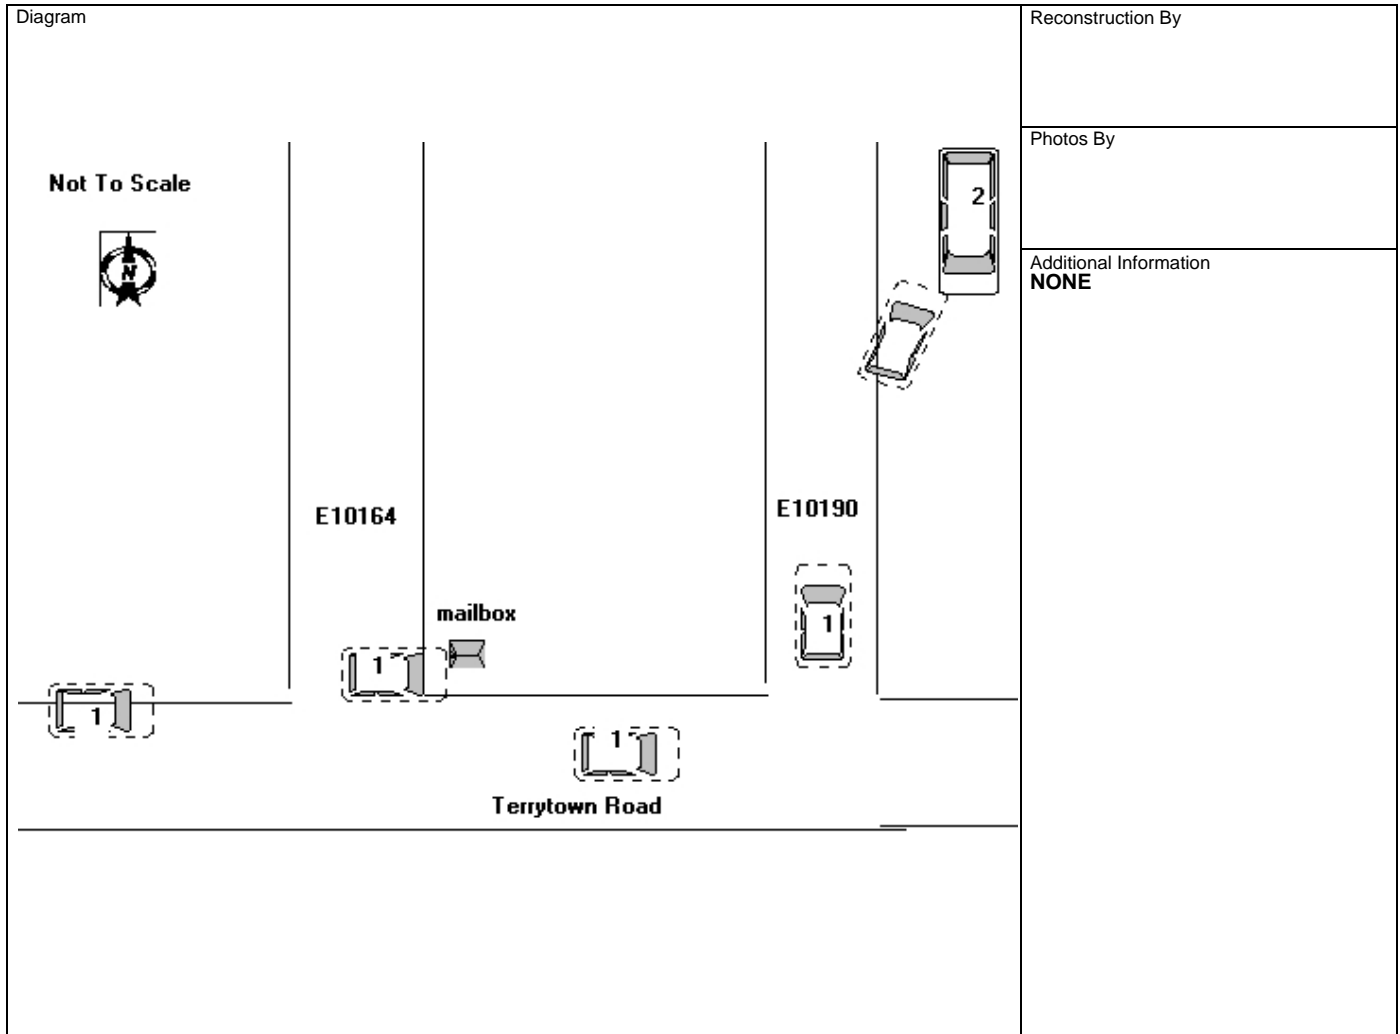 Diagram
Reconstruction By
Photos By
Not To Scale
2
N
Additional Information
NONE
E10164
E10190
mailbox
1
1
1
1
Terrytown Road